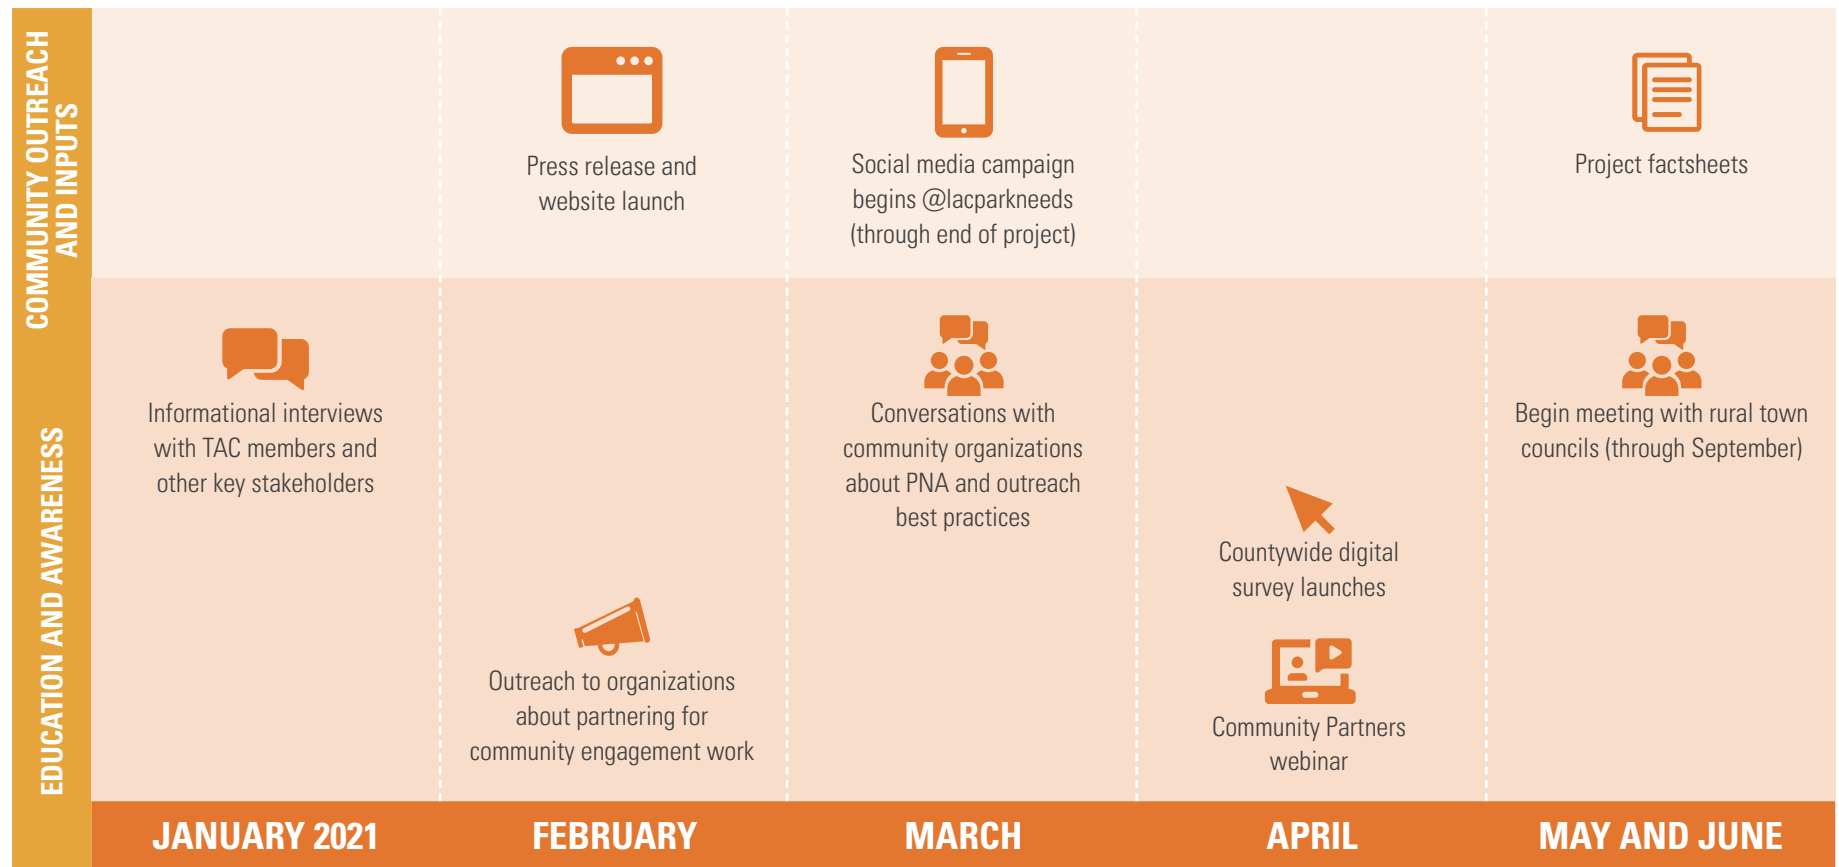 COMMUNITY OUTREACH
AND INPUTS
Press release and
website launch
Social media campaign
begins @lacparkneeds
(through end of project)
Project factsheets
EDUCATION AND AWARENESS
Informational interviews
with TAC members and
other key stakeholders
Outreach to organizations
about partnering for
community engagement work
Conversations with
community organizations
about PNA and outreach
best practices
Countywide digital
survey launches
Community Partners
webinar
Begin meeting with rural town
councils (through September)
JANUARY 2021
FEBRUARY
MARCH
APRIL
MAY AND JUNE